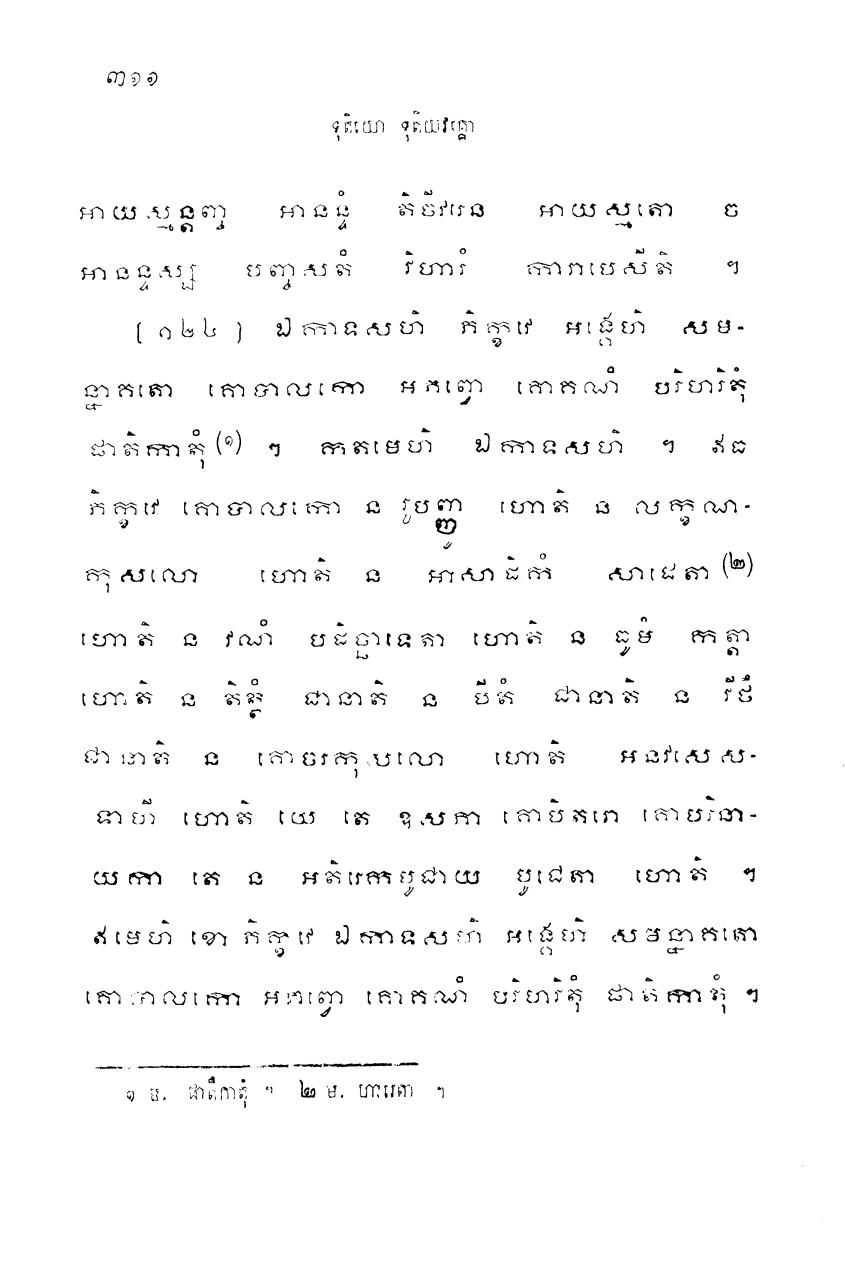 ៣១១
ទុតិយោ ទុតិយវគ្គោ
អាយស្មន្តញ្ច អានន្ទំ តិចីវរេន អាយស្មតោ ច
អានន្ទស្ស បញ្ចសតំ វិហារំ ការាបេសីតិ ។
(១២៤) ឯកាទសហិ ភិក្ខវេ អង្គេហិ សម-
ន្នាគតោ គោបាលកោ អភព្វោ គោគណំ បរិហរិតុំ
ផាតិកាតុំ(១) ។ កតមេហិ ឯកាទសហិ ។ ឥធ
ភិក្ខវេ គោបាលកោ ន រូបញ្ញូ ហោតិ ន លក្ខណ-
កុសលោ ហោតិ ន អាសាដិកំ សាដេតា(២)
ហោតិ ន វណំ បដិច្ឆាទេតា ហោតិ ន ធូមំ កត្តា
ហោតិ ន តិត្ថំ ជានាតិ ន បីតំ ជានាតិ ន វីថឹ
ជានាតិ ន គោចរកុសលោ ហោតិ អនវសេស-
ទោហី ហោតិ យេ តេ ឧសភា គោបិតរោ គោបរិនា-
យកា តេ ន អតិរេកបូជាយ បូជេតា ហោតិ ។
ឥមេហិ ខោ ភិក្ខវេ ឯកាទសហិ អង្គេហិ សមន្នាគតោ
គោបាលកោ អភព្វោ គោគណំ បរិហរិតុំ ផាតិកាតុំ ។
១ ម. ផាតឹកាតុំ ។ ២ ម. ហារេតា ។